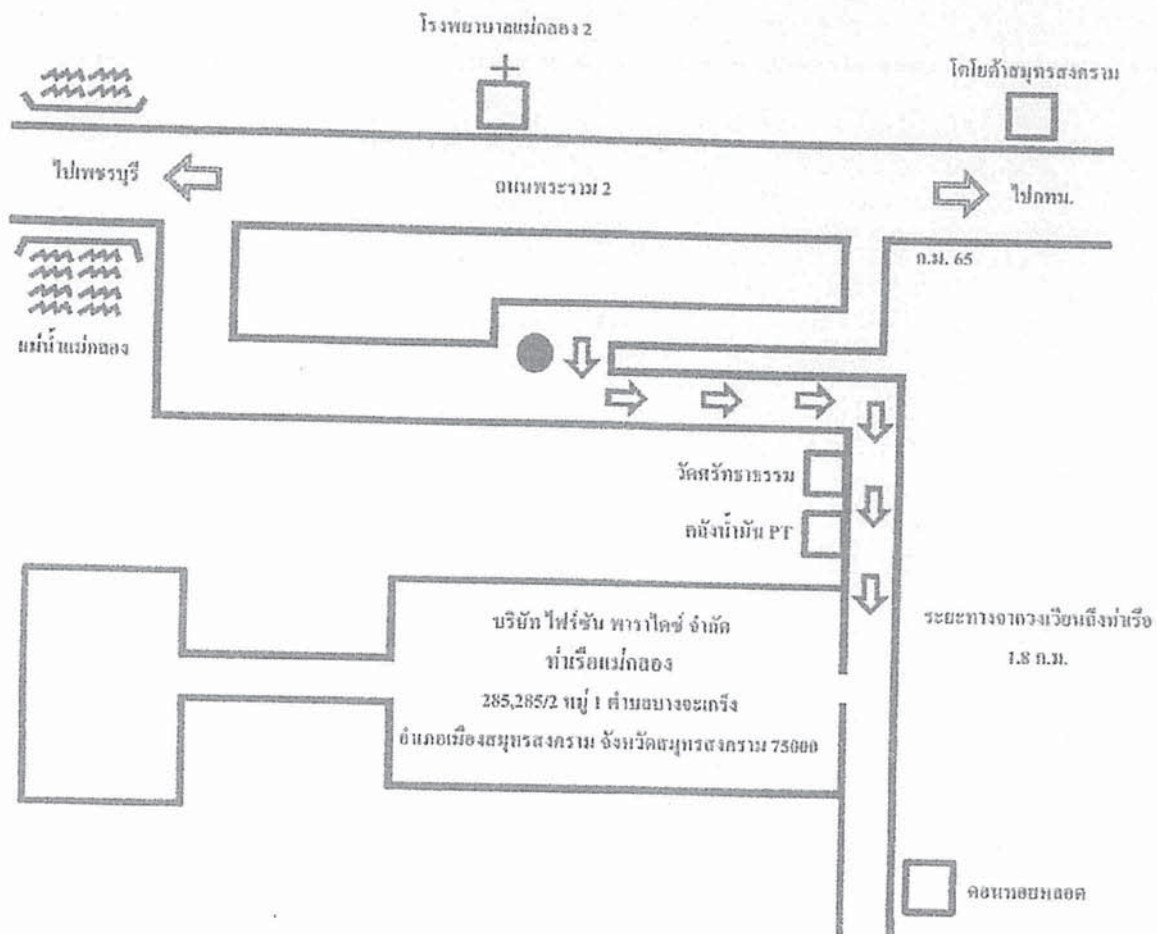 โรงพยาบาลแม่กลอง 2
โตโยต้าสมุทรสงคราม
ไปเพชรบุรี
ถนนพระราม 2
ไปกทม.
ก.ม. 65
แม่น้ำแม่กลอง
วัดศรัทธาธรรม
คลังน้ำมัน PT
บริษัท ไฟร์ซัน พาราไดซ์ จำกัด
ท่าเรือแม่กลอง
285,285/2 หมู่ 1 ตำบลบางจะเกร็ง
อำเภอเมืองสมุทรสงคราม จังหวัดสมุทรสงคราม 75000
ระยะทางจากวงเวียนถึงท่าเรือ
1.8 ก.ม.
ดอนหอยหลอด